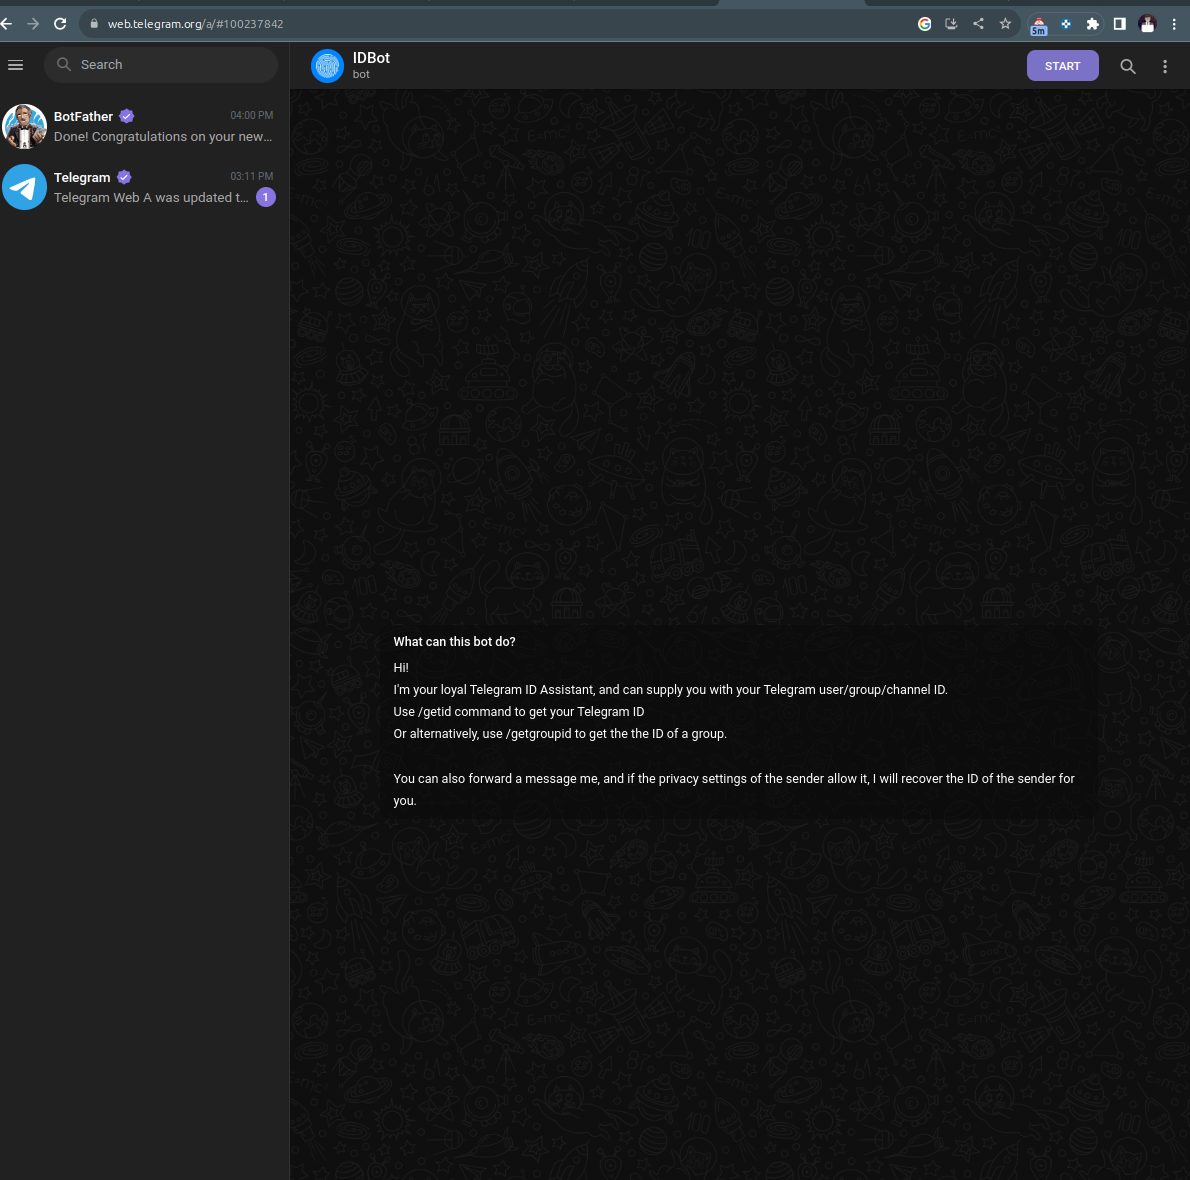 web.telegram.org/a/#100237842
5m
Search
IDBot
bot
START
BotFather
04:00 PM
Done! Congratulations on your new...
Telegram
03:11 PM
Telegram Web A was updated t...
1
What can this bot do?
Hi!
I'm your loyal Telegram ID Assistant, and can supply you with your Telegram user/group/channel ID.
Use /getid command to get your Telegram ID
Or alternatively, use /getgroupid to get the the ID of a group.
You can also forward a message me, and if the privacy settings of the sender allow it, I will recover the ID of the sender for
you.